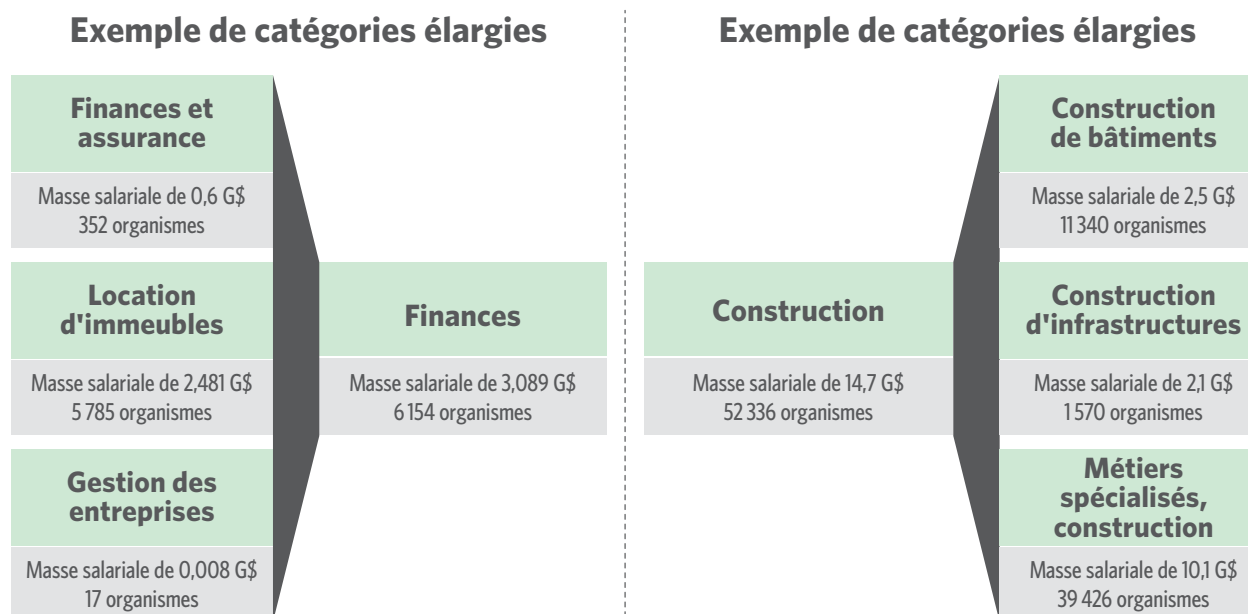 Exemple de catégories élargies
Finances et
assurance
Masse salariale de 0,6 G$
352 organismes
Location
d'immeubles
Masse salariale de 2,481 G$
5 785 organismes
Gestion des
entreprises
Masse salariale de 0,008 G$
17 organismes
Finances
Masse salariale de 3,089 G$
6 154 organismes
Exemple de catégories élargies
Construction
Masse salariale de 14,7 G$
52 336 organismes
Construction
de bâtiments
Masse salariale de 2,5 G$
11 340 organismes
Construction
d'infrastructures
Masse salariale de 2,1 G$
1 570 organismes
Métiers
spécialisés,
construction
Masse salariale de 10,1 G$
39 426 organismes